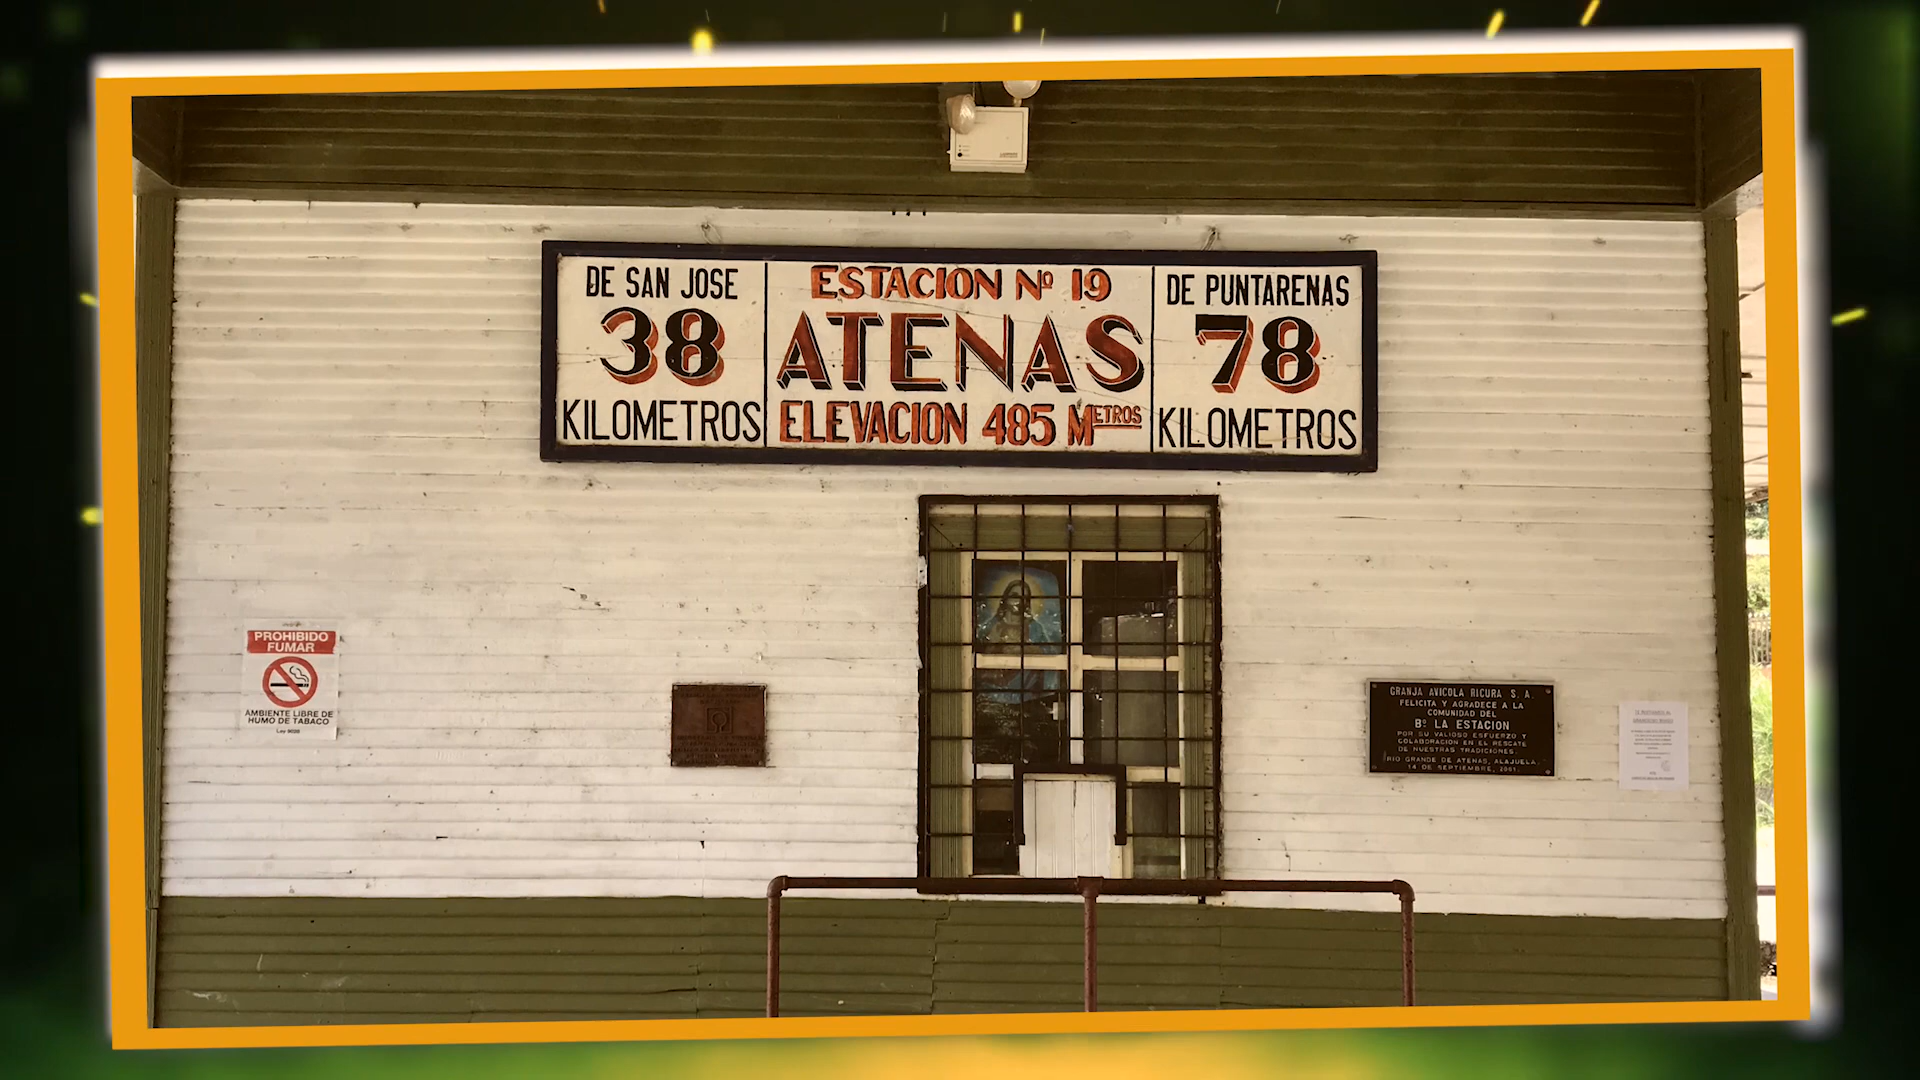 DE SAN JOSE
38
KILOMETROS
ESTACION Nº 19
ATENAS
ELEVACION 485 METROS
DE PUNTARENAS
78
KILOMETROS
PROHIBIDO
FUMAR
AMBIENTE LIBRE DE
HUMO DE TABACO
Ley 9028
GRANJA AVICOLA RICURA S. A.
FELICITA Y AGRADECE A LA
COMUNIDAD DEL
Bº LA ESTACION
POR SU VALIOSO ESFUERZO Y
COLABORACION EN EL RESCATE
DE NUESTRAS TRADICIONES.
RIO GRANDE DE ATENAS, ALAJUELA.
14 DE SEPTIEMBRE, 2001.